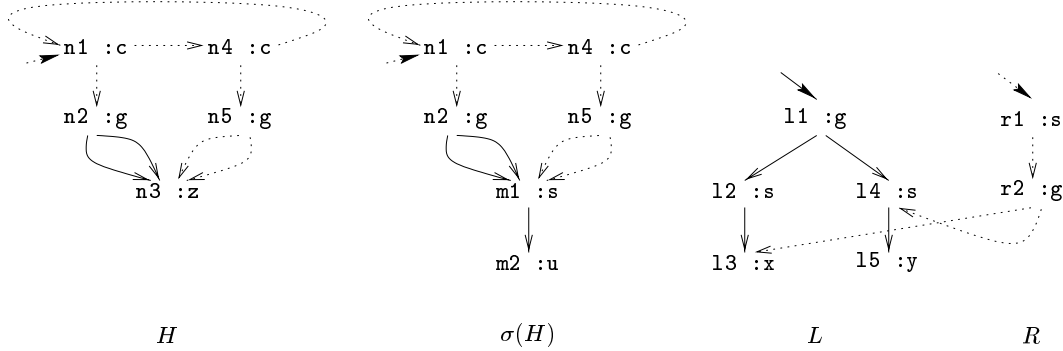 n1 :c n4 :c n1 :c n4 :c
n2 :g n5 :g n2 :g n5 :g l1 :g r1 :s
n3 :z m1 :s l2 :s l4 :s r2 :g
m2 :u l3 :x l5 :y
H σ(H) L R